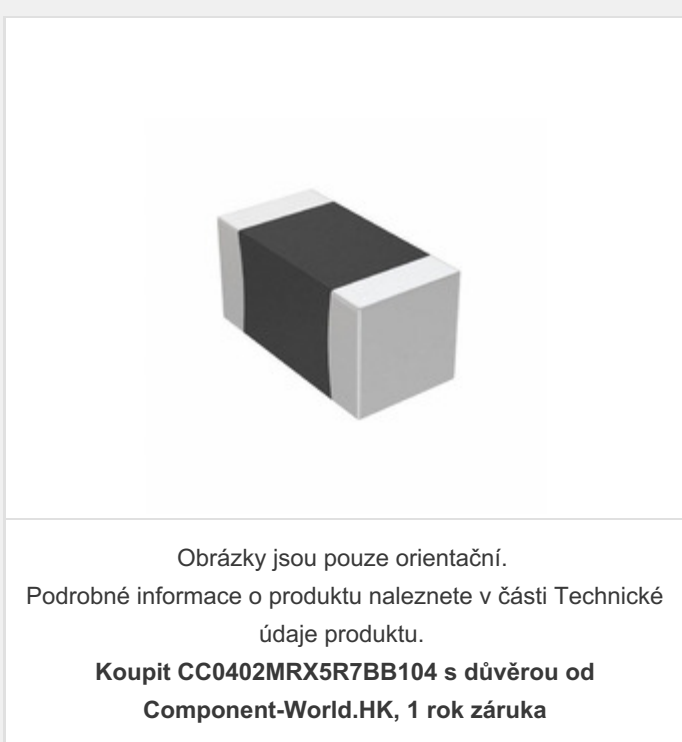 Obrázky jsou pouze orientační.
Podrobné informace o produktu naleznete v části Technické
údaje produktu.
Koupit CC0402MRX5R7BB104 s důvěrou od
Component-World.HK, 1 rok záruka